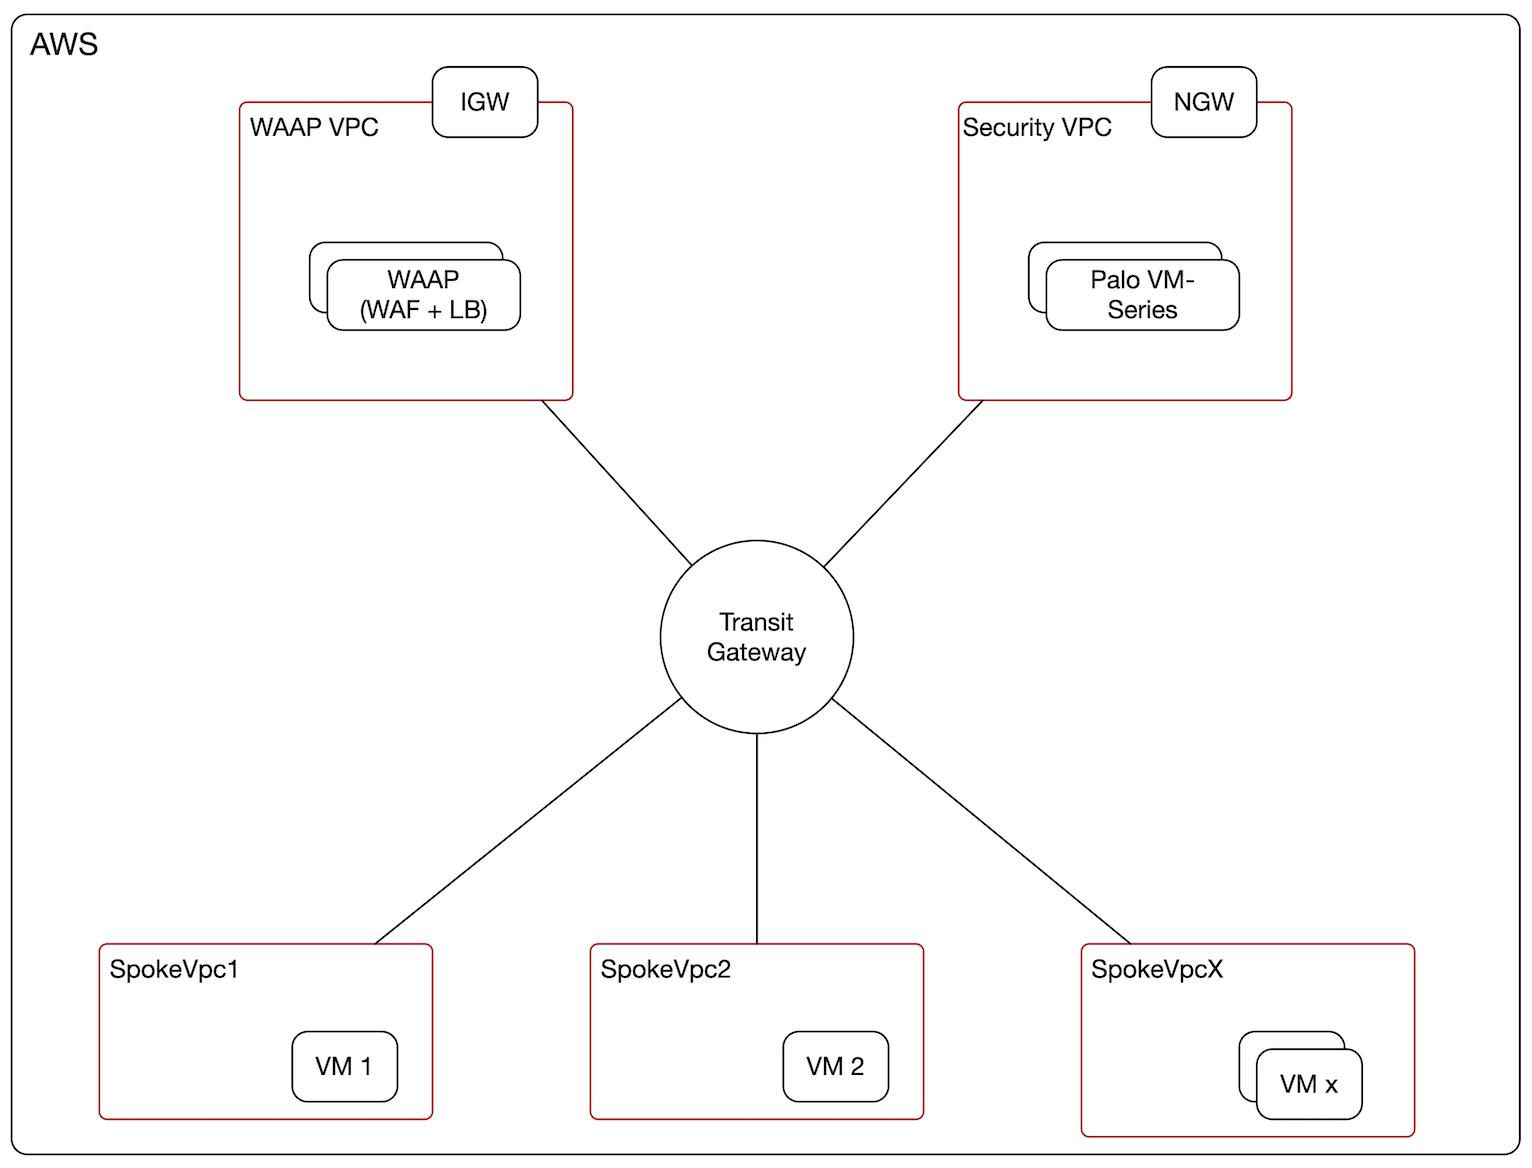 AWS
IGW
WAAP VPC
NGW
Security VPC
WAAP
(WAF + LB)
Palo VM-
Series
Transit
Gateway
SpokeVpc1
VM 1
SpokeVpc2
VM 2
SpokeVpcX
VM x